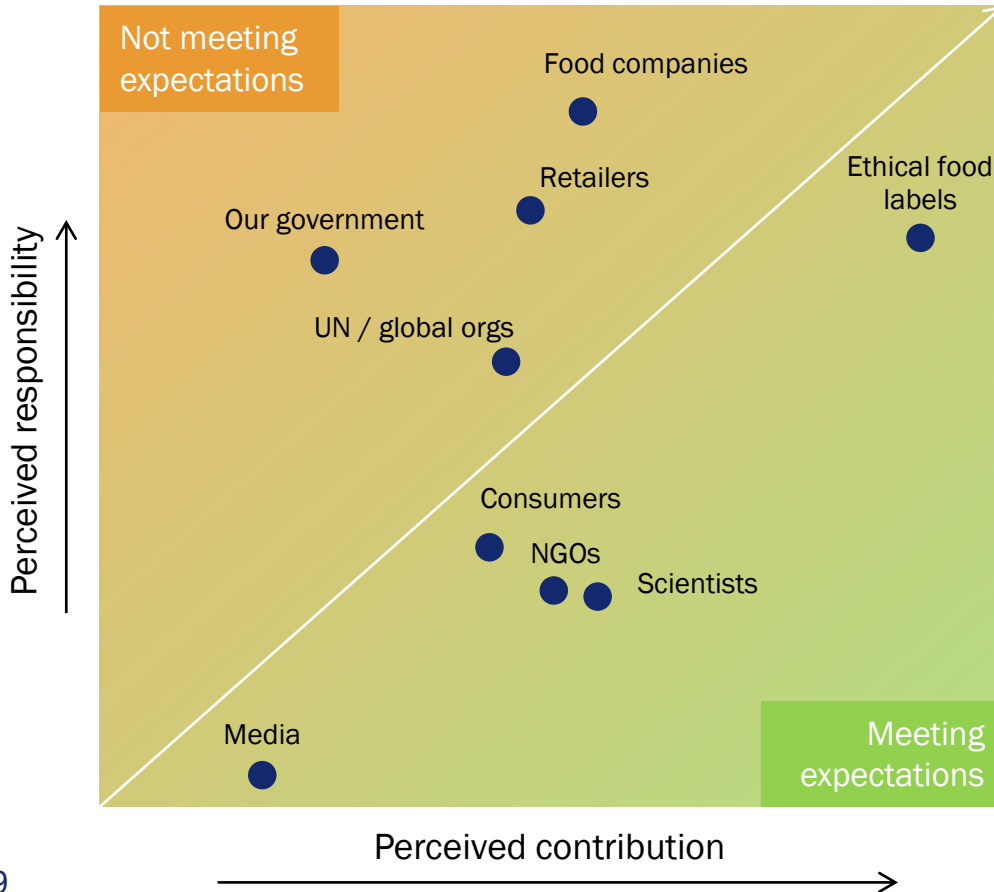 Not meeting
expectations
Food companies
Retailers
Ethical food
labels
Our government
UN / global orgs
Consumers
NGOs
Scientists
Media
Meeting
expectations
Perceived responsibility
Perceived contribution
9